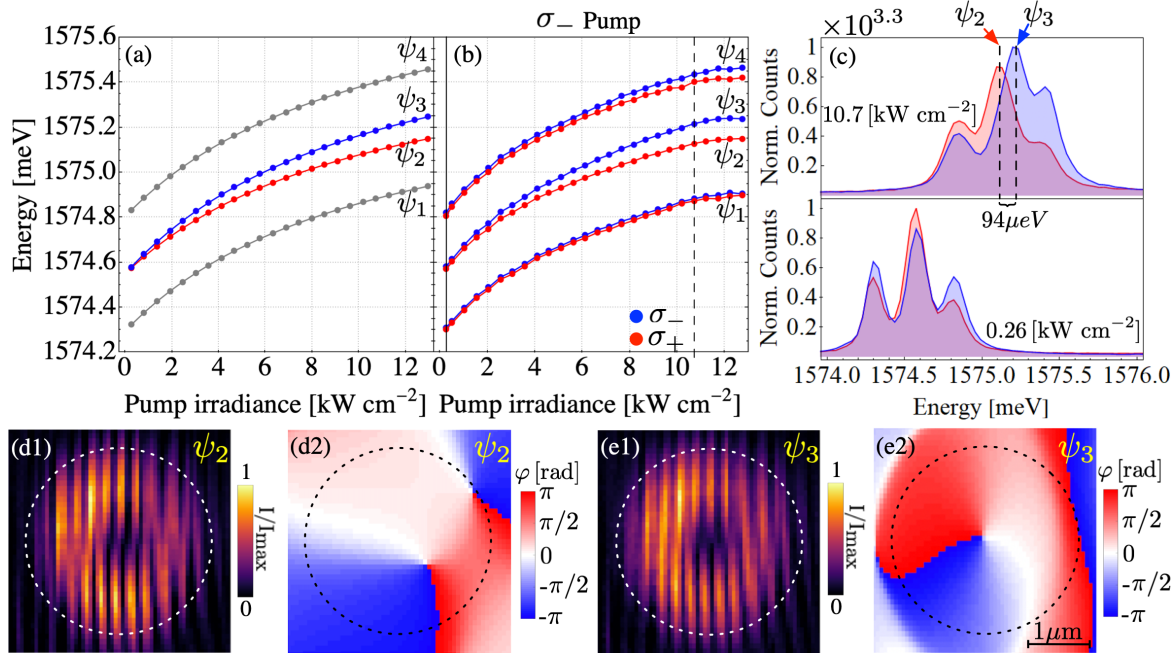 σ₋ Pump
(a)
ψ₄
ψ₃
ψ₂
ψ₁
(b)
ψ₄
ψ₃
ψ₂
ψ₁
σ₋
σ₊
Energy [meV]
1575.6
1575.4
1575.2
1575.0
1574.8
1574.6
1574.4
1574.2
0 2 4 6 8 10 12
0 2 4 6 8 10 12
Pump irradiance [kW cm⁻²]
Pump irradiance [kW cm⁻²]
×10^3.3
ψ₂ ψ₃
(c)
Norm. Counts
1
0.8
0.6
0.4
0.2
10.7 [kW cm⁻²]
94μeV
Norm. Counts
1
0.8
0.6
0.4
0.2
0.26 [kW cm⁻²]
1574.0 1574.5 1575.0 1575.5 1576.0
Energy [meV]
(d1)
ψ₂
1
I/Imax
0
(d2)
ψ₂
φ [rad]
π
π/2
0
-π/2
-π
(e1)
ψ₃
1
I/Imax
0
(e2)
ψ₃
1μm
φ [rad]
π
π/2
0
-π/2
-π